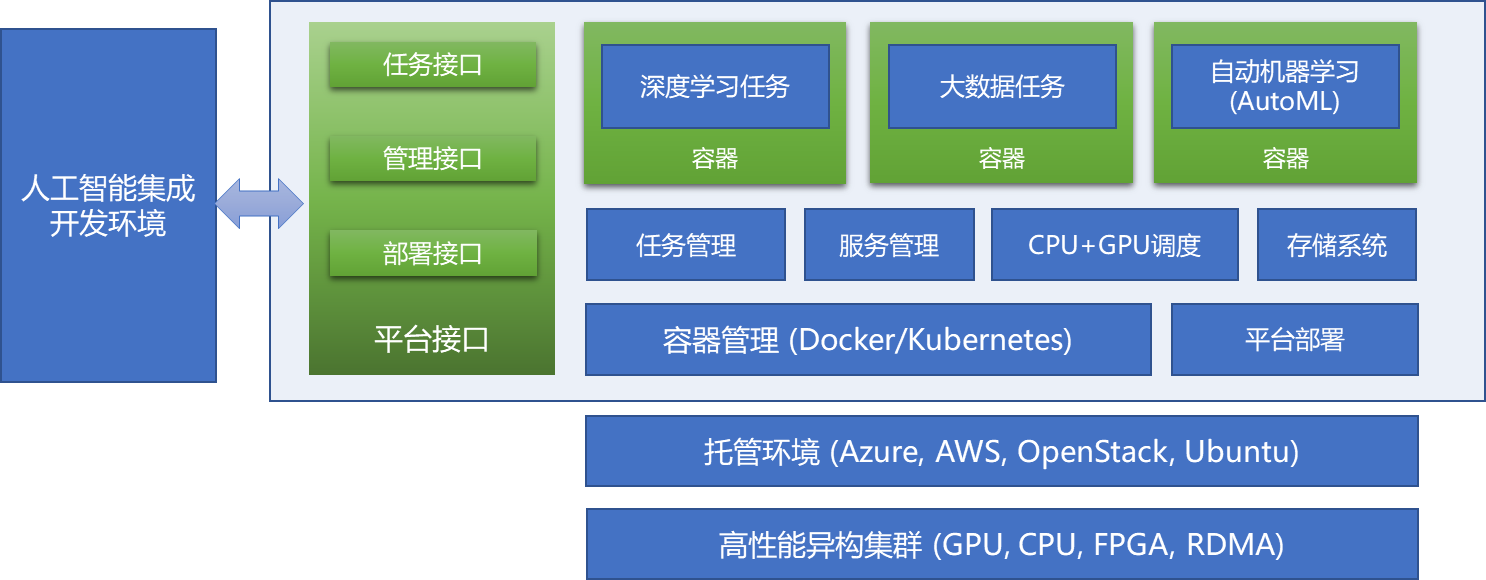 人工智能集成
开发环境
任务接口
管理接口
部署接口
平台接口
深度学习任务
容器
大数据任务
容器
自动机器学习
(AutoML)
容器
任务管理
服务管理
CPU+GPU调度
存储系统
容器管理 (Docker/Kubernetes)
平台部署
托管环境 (Azure, AWS, OpenStack, Ubuntu)
高性能异构集群 (GPU, CPU, FPGA, RDMA)